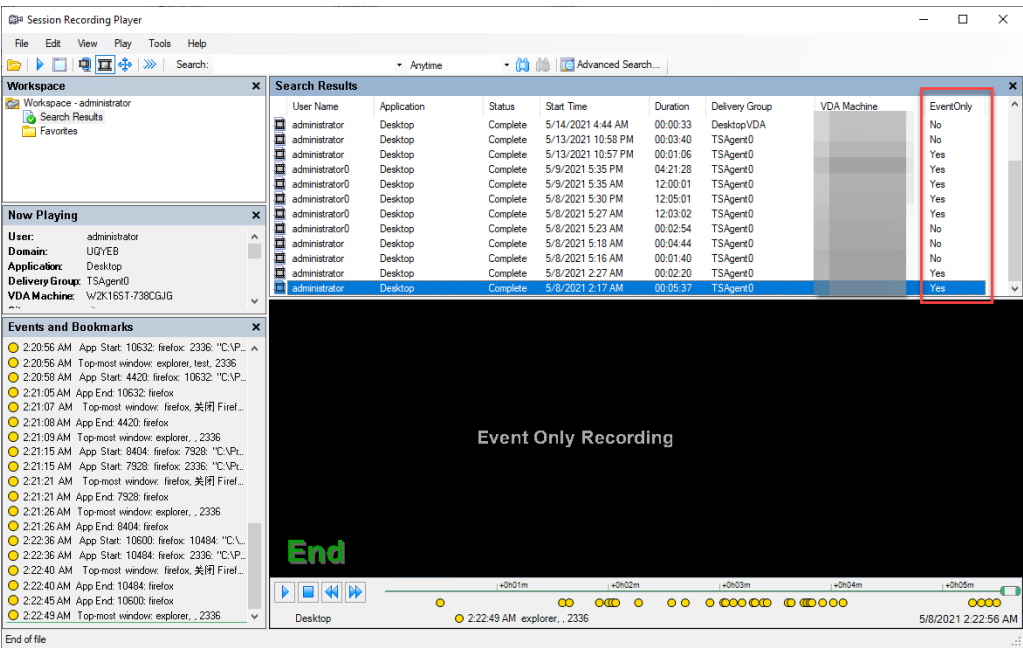 Session Recording Player
File Edit View Play Tools Help
Search: Anytime Advanced Search...
Workspace
Workspace - administrator
Search Results
Favorites
Now Playing
User: administrator
Domain: UQYEB
Application: Desktop
Delivery Group: TSAgent0
VDA Machine: W2K16ST-738CGJG
Events and Bookmarks
2:20:56 AM App Start: 10632: firefox: 2336: "C:\P...
2:20:56 AM Top-most window: explorer, test, 2336
2:20:58 AM App Start: 4420: firefox: 10632: "C:\P...
2:21:05 AM App End: 10632: firefox
2:21:07 AM Top-most window: firefox, 关闭 Firef...
2:21:08 AM App End: 4420: firefox
2:21:09 AM Top-most window: explorer, , 2336
2:21:15 AM App Start: 8404: firefox: 7928: "C:\Pr...
2:21:15 AM App Start: 7928: firefox: 2336: "C:\Pr...
2:21:21 AM Top-most window: firefox, 关闭 Firef...
2:21:21 AM App End: 7928: firefox
2:21:26 AM Top-most window: explorer, , 2336
2:21:26 AM App End: 8404: firefox
2:22:36 AM App Start: 10600: firefox: 10484: "C:\...
2:22:36 AM App Start: 10484: firefox: 2336: "C:\P...
2:22:40 AM Top-most window: firefox, 关闭 Firef...
2:22:40 AM App End: 10484: firefox
2:22:45 AM App End: 10600: firefox
2:22:49 AM Top-most window: explorer, , 2336
Search Results
User Name Application Status Start Time Duration Delivery Group VDA Machine EventOnly
administrator Desktop Complete 5/14/2021 4:44 AM 00:00:33 DesktopVDA No
administrator Desktop Complete 5/13/2021 10:58 PM 00:03:40 TSAgent0 No
administrator Desktop Complete 5/13/2021 10:57 PM 00:01:06 TSAgent0 Yes
administrator0 Desktop Complete 5/9/2021 5:35 PM 04:21:28 TSAgent0 Yes
administrator0 Desktop Complete 5/9/2021 5:35 AM 12:00:01 TSAgent0 Yes
administrator0 Desktop Complete 5/8/2021 5:30 PM 12:05:01 TSAgent0 Yes
administrator0 Desktop Complete 5/8/2021 5:27 AM 12:03:02 TSAgent0 Yes
administrator0 Desktop Complete 5/8/2021 5:23 AM 00:02:54 TSAgent0 No
administrator Desktop Complete 5/8/2021 5:18 AM 00:04:44 TSAgent0 No
administrator Desktop Complete 5/8/2021 5:16 AM 00:01:40 TSAgent0 No
administrator Desktop Complete 5/8/2021 2:27 AM 00:02:20 TSAgent0 Yes
administrator Desktop Complete 5/8/2021 2:17 AM 00:05:37 TSAgent0 Yes
Event Only Recording
End
+0h01m +0h02m +0h03m +0h04m +0h05m
Desktop 2:22:49 AM explorer, , 2336 5/8/2021 2:22:56 AM
End of file